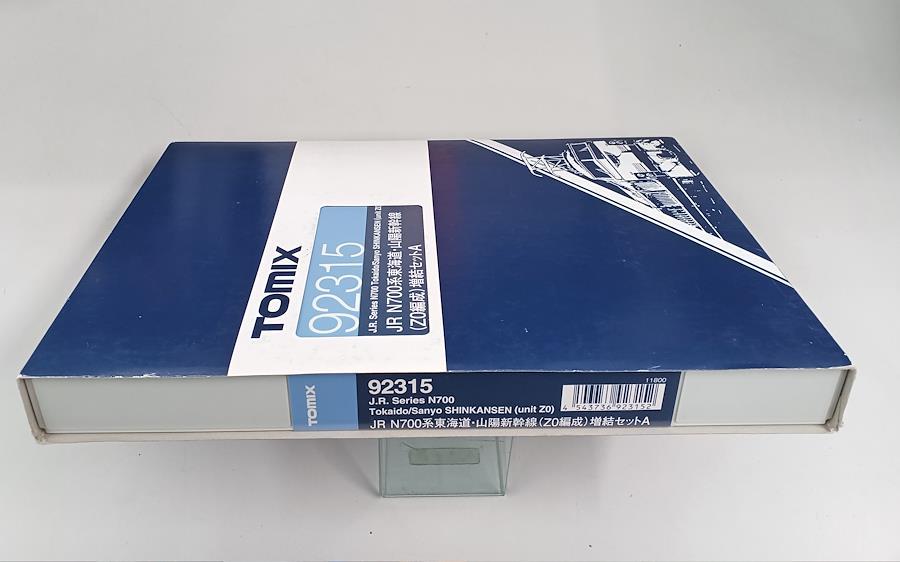 TOMIX
92315
J.R. Series N700 Tokaido/Sanyo SHINKANSEN (unit Z0)
JR N700系東海道・山陽新幹線
(Z0編成)増結セットA
TOMIX
92315
J.R. Series N700
Tokaido/Sanyo SHINKANSEN (unit Z0)
JR N700系東海道・山陽新幹線(Z0編成)増結セットA
11800
4 543736 923152